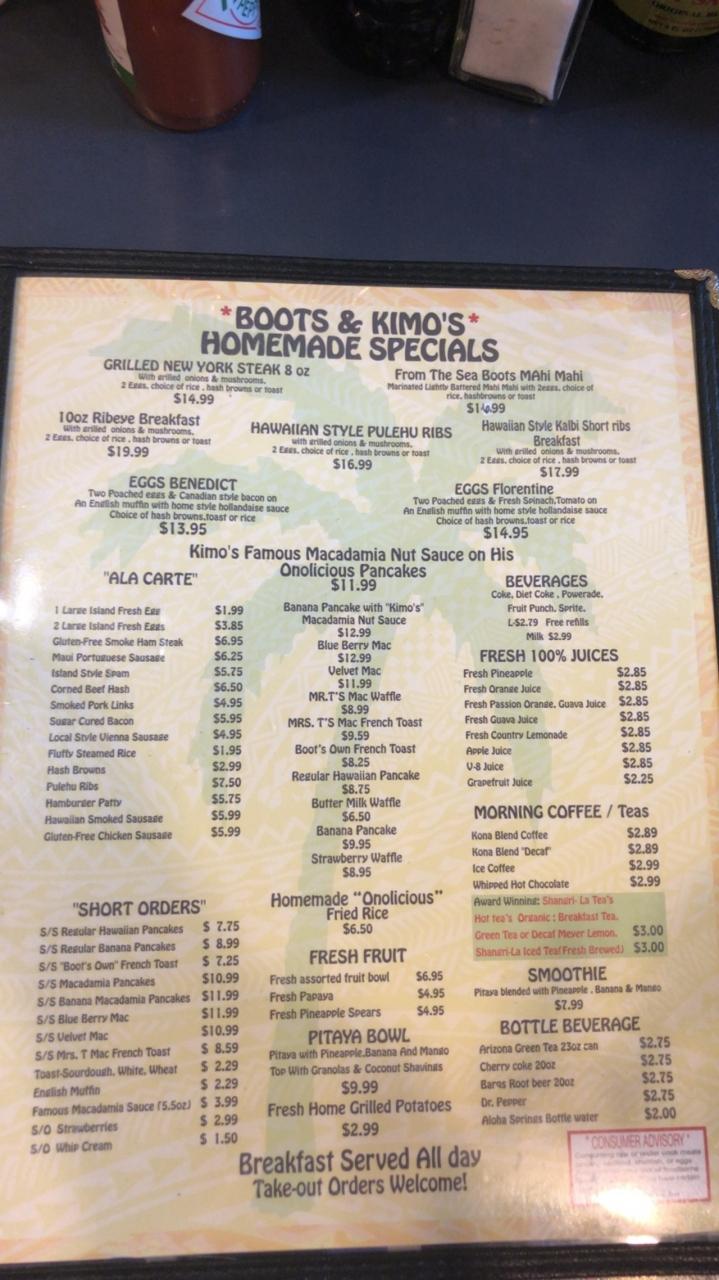 *BOOTS & KIMO'S*
HOMEMADE SPECIALS
GRILLED NEW YORK STEAK 8 oz
With grilled onions & mushrooms,
2 Eggs, choice of rice, hash browns or toast
$14.99
From The Sea Boots MAhi Mahi
Marinated Lightly Battered Mahi Mahi with 2eggs, choice of
rice, hashbrowns or toast
10oz Ribeye Breakfast
With grilled onions & mushrooms,
2 Eggs, choice of rice , hash browns or toast
$19.99
HAWAIIAN STYLE PULEHU RIBS
with grilled onions & mushrooms,
2 Eggs, choice of rice , hash browns or toast
$16.99
Hawaiian Style Kalbi Short ribs
Breakfast
With grilled onions & mushrooms,
2 Eggs, choice of rice , hash browns or toast
$17.99
EGGS BENEDICT
Two Poached eggs & Canadian style bacon on
An English muffin with home style hollandaise sauce
Choice of hash browns,toast or rice
$13.95
EGGS Florentine
Two Poached eggs & Fresh Spinach,Tomato on
An English muffin with home style hollandaise sauce
Choice of hash browns,toast or rice
$14.95
Kimo's Famous Macadamia Nut Sauce on His
Onolicious Pancakes
$11.99
"ALA CARTE"
1 Large Island Fresh Egg $1.99
2 Large Island Fresh Eggs $3.85
Gluten-Free Smoke Ham Steak $6.95
Maui Portuguese Sausage $6.25
Island Style Spam $5.75
Corned Beef Hash $6.50
Smoked Pork Links $4.95
Sugar Cured Bacon $5.95
Local Style Vienna Sausage $4.95
Fluffy Steamed Rice $1.95
Hash Browns $2.99
Pulehu Ribs $7.50
Hamburger Patty $5.75
Hawaiian Smoked Sausage $5.99
Gluten-Free Chicken Sausage $5.99
Banana Pancake with "Kimo's"
Macadamia Nut Sauce
$12.99
Blue Berry Mac
$12.99
Velvet Mac
$11.99
MR.T'S Mac Waffle
$8.99
MRS. T'S Mac French Toast
$9.59
Boot's Own French Toast
$8.25
Regular Hawaiian Pancake
$8.75
Butter Milk Waffle
$6.50
Banana Pancake
$9.95
Strawberry Waffle
$8.95
BEVERAGES
Coke, Diet Coke , Powerade,
Fruit Punch, Sprite,
L-$2.79 Free refills
Milk $2.99
FRESH 100% JUICES
Fresh Pineapple $2.85
Fresh Orange Juice $2.85
Fresh Passion Orange, Guava Juice $2.85
Fresh Guava Juice $2.85
Fresh Country Lemonade $2.85
Apple Juice $2.85
V-8 Juice $2.85
Grapefruit Juice $2.25
MORNING COFFEE / Teas
Kona Blend Coffee $2.89
Kona Blend "Decaf" $2.89
Ice Coffee $2.99
Whipped Hot Chocolate $2.99
Award Winning: Shangri- La Tea's
Hot tea's Organic : Breakfast Tea,
Green Tea or Decaf Meyer Lemon, $3.00
Shangri-La Iced Tea(Fresh Brewed) $3.00
"SHORT ORDERS"
S/S Regular Hawaiian Pancakes $ 7.75
S/S Regular Banana Pancakes $ 8.99
S/S "Boot's Own" French Toast $ 7.25
S/S Macadamia Pancakes $10.99
S/S Banana Macadamia Pancakes $11.99
S/S Blue Berry Mac $11.99
S/S Velvet Mac $10.99
S/S Mrs. T Mac French Toast $ 8.59
Toast-Sourdough, White, Wheat $ 2.29
English Muffin $ 2.29
Famous Macadamia Sauce (5.5oz) $ 3.99
S/O Strawberries $ 2.99
S/O Whip Cream $ 1.50
Homemade "Onolicious"
Fried Rice
$6.50
FRESH FRUIT
Fresh assorted fruit bowl $6.95
Fresh Papaya $4.95
Fresh Pineapple Spears $4.95
PITAYA BOWL
Pitaya with Pineapple,Banana And Mango
Top With Granolas & Coconut Shavings
$9.99
Fresh Home Grilled Potatoes
$2.99
SMOOTHIE
Pitaya blended with Pineapple , Banana & Mango
$7.99
BOTTLE BEVERAGE
Arizona Green Tea 23oz can $2.75
Cherry coke 20oz $2.75
Barqs Root beer 20oz $2.75
Dr. Pepper $2.75
Aloha Springs Bottle water $2.00
Breakfast Served All day
Take-out Orders Welcome!
"CONSUMER ADVISORY"